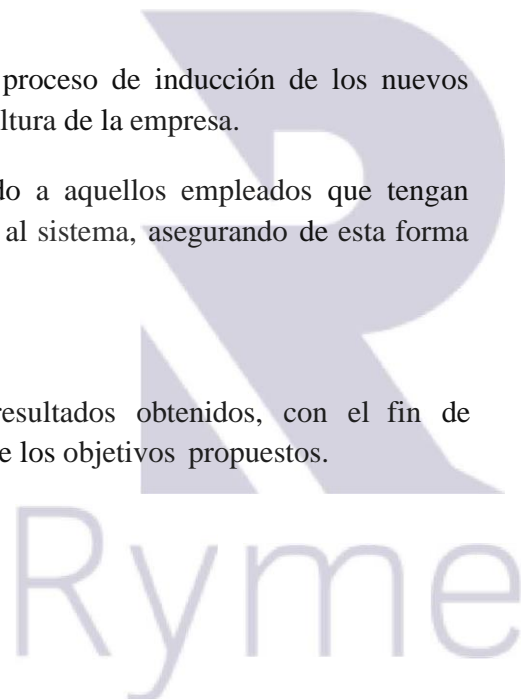 proceso de inducción de los nuevos
ltura de la empresa.
do a aquellos empleados que tengan
al sistema, asegurando de esta forma
resultados obtenidos, con el fin de
e los objetivos propuestos.
Ryme